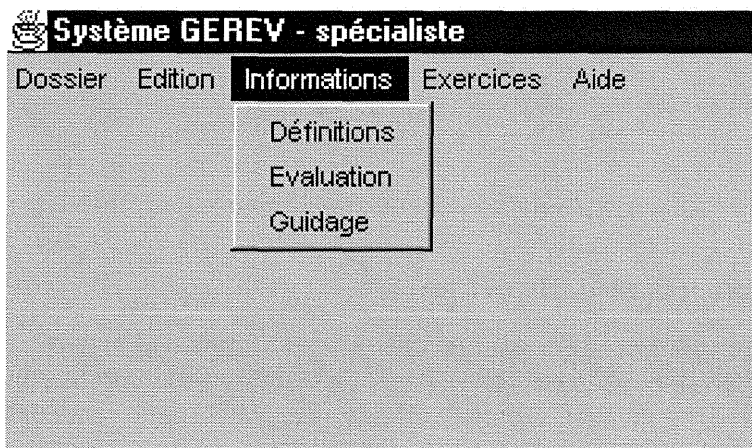 Système GEREV - spécialiste
Dossier Edition Informations Exercices Aide
Définitions
Evaluation
Guidage